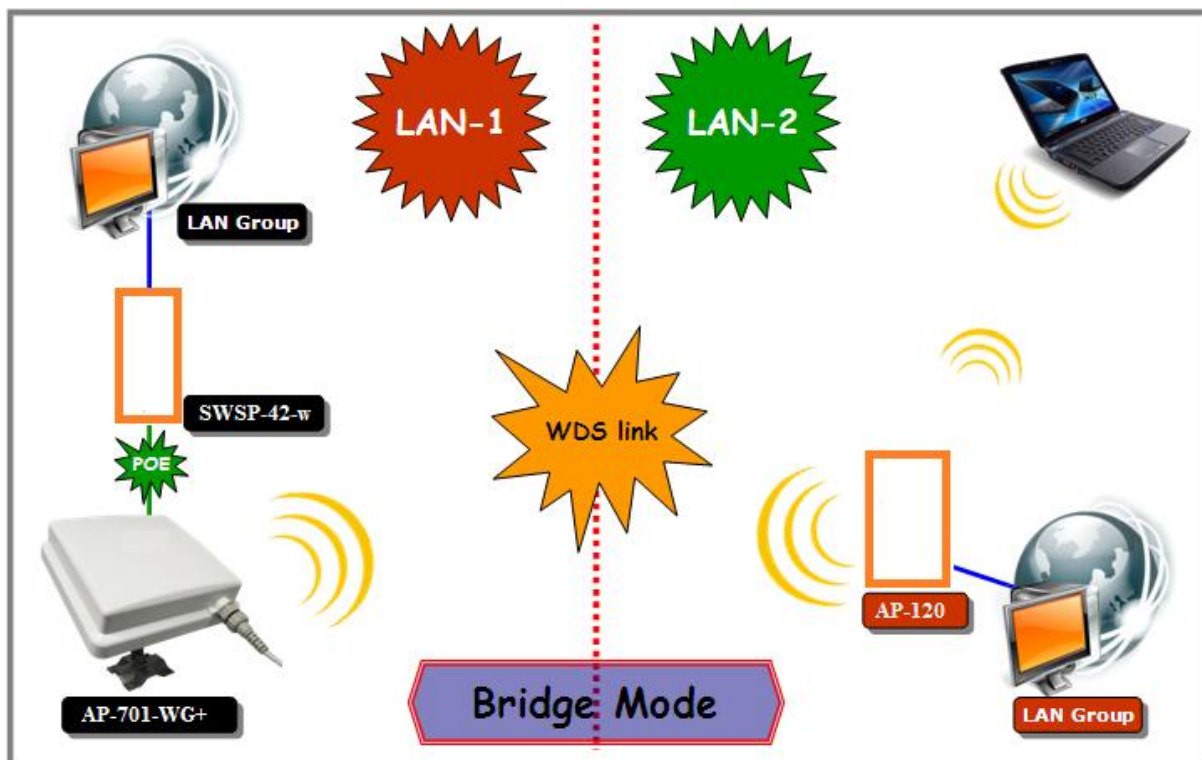 LAN-1
LAN-2
LAN Group
SWSP-42-w
POE
WDS link
AP-120
AP-701-WG+
Bridge Mode
LAN Group